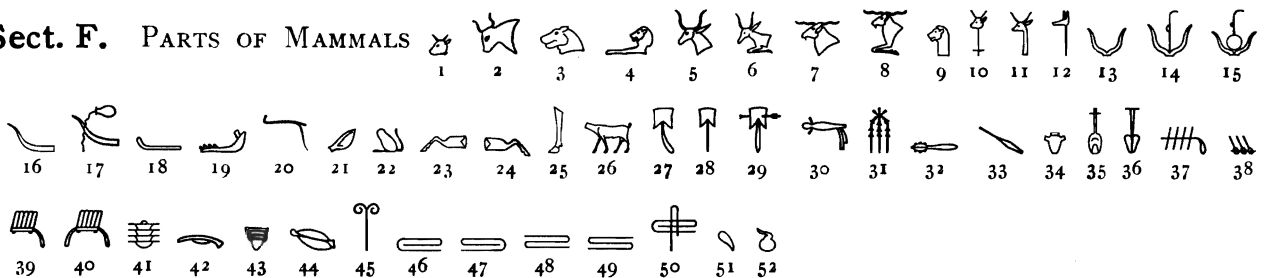 Sect. F. PARTS OF MAMMALS
1 2 3 4 5 6 7 8 9 10 11 12 13 14 15
16 17 18 19 20 21 22 23 24 25 26 27 28 29 30 31 32 33 34 35 36 37 38
39 40 41 42 43 44 45 46 47 48 49 50 51 52